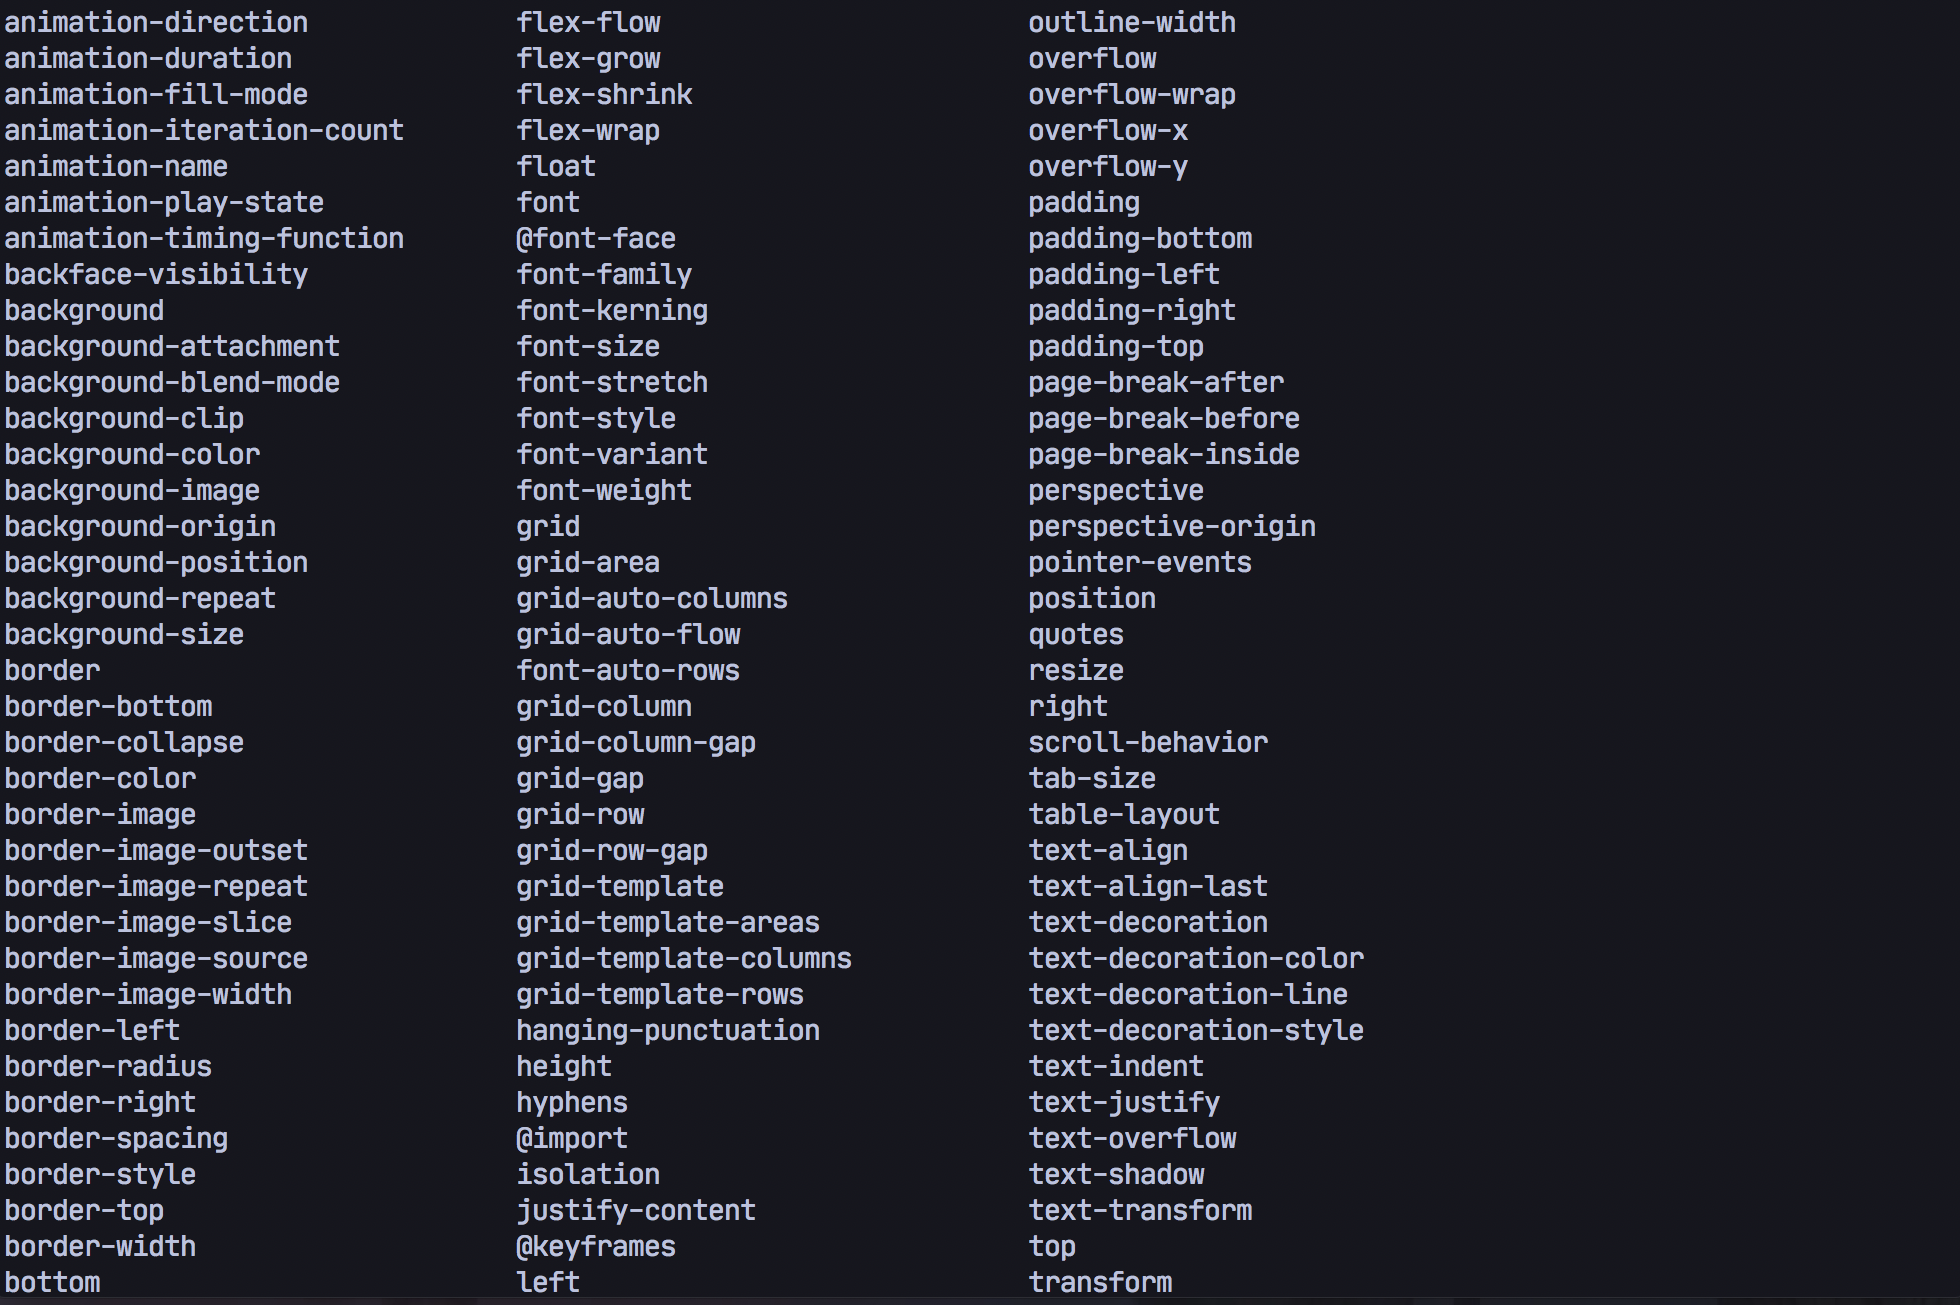 animation-direction
animation-duration
animation-fill-mode
animation-iteration-count
animation-name
animation-play-state
animation-timing-function
backface-visibility
background
background-attachment
background-blend-mode
background-clip
background-color
background-image
background-origin
background-position
background-repeat
background-size
border
border-bottom
border-collapse
border-color
border-image
border-image-outset
border-image-repeat
border-image-slice
border-image-source
border-image-width
border-left
border-radius
border-right
border-spacing
border-style
border-top
border-width
bottom
flex-flow
flex-grow
flex-shrink
flex-wrap
float
font
@font-face
font-family
font-kerning
font-size
font-stretch
font-style
font-variant
font-weight
grid
grid-area
grid-auto-columns
grid-auto-flow
font-auto-rows
grid-column
grid-column-gap
grid-gap
grid-row
grid-row-gap
grid-template
grid-template-areas
grid-template-columns
grid-template-rows
hanging-punctuation
height
hyphens
@import
isolation
justify-content
@keyframes
left
outline-width
overflow
overflow-wrap
overflow-x
overflow-y
padding
padding-bottom
padding-left
padding-right
padding-top
page-break-after
page-break-before
page-break-inside
perspective
perspective-origin
pointer-events
position
quotes
resize
right
scroll-behavior
tab-size
table-layout
text-align
text-align-last
text-decoration
text-decoration-color
text-decoration-line
text-decoration-style
text-indent
text-justify
text-overflow
text-shadow
text-transform
top
transform